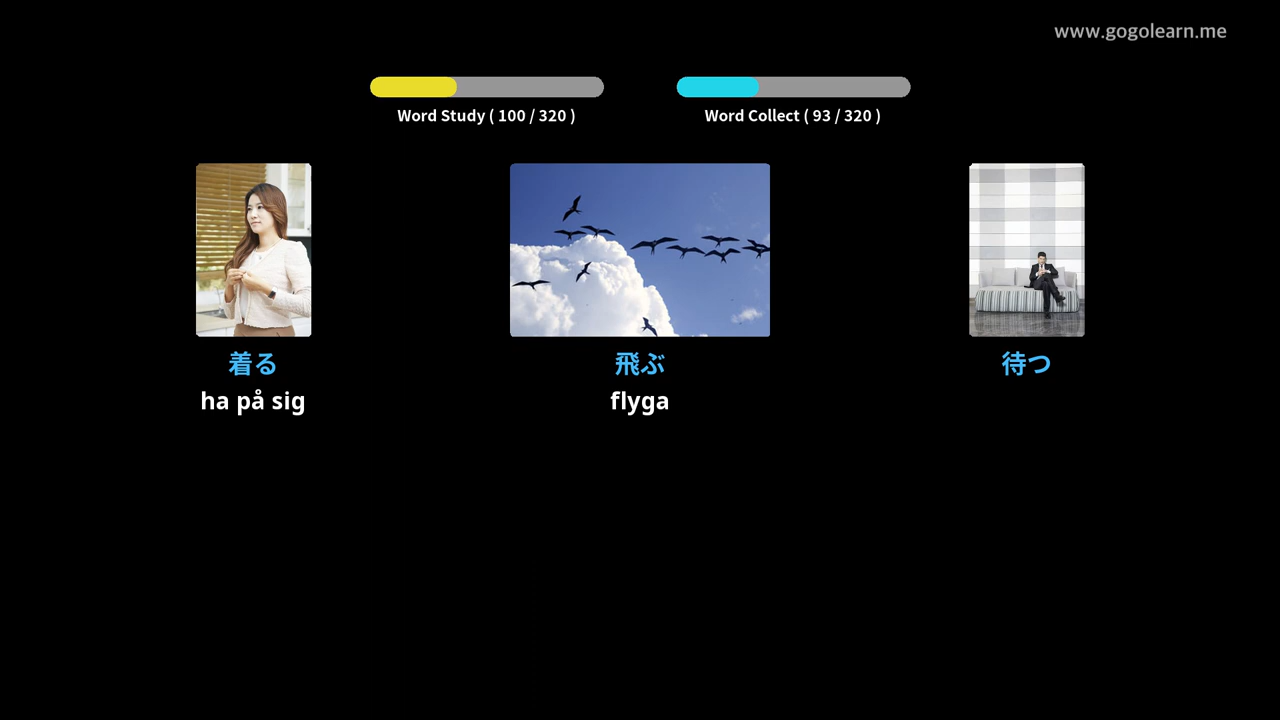 www.gogolearn.me
Word Study ( 100 / 320 )
Word Collect ( 93 / 320 )
着る
飛ぶ
待つ
ha på sig
flyga